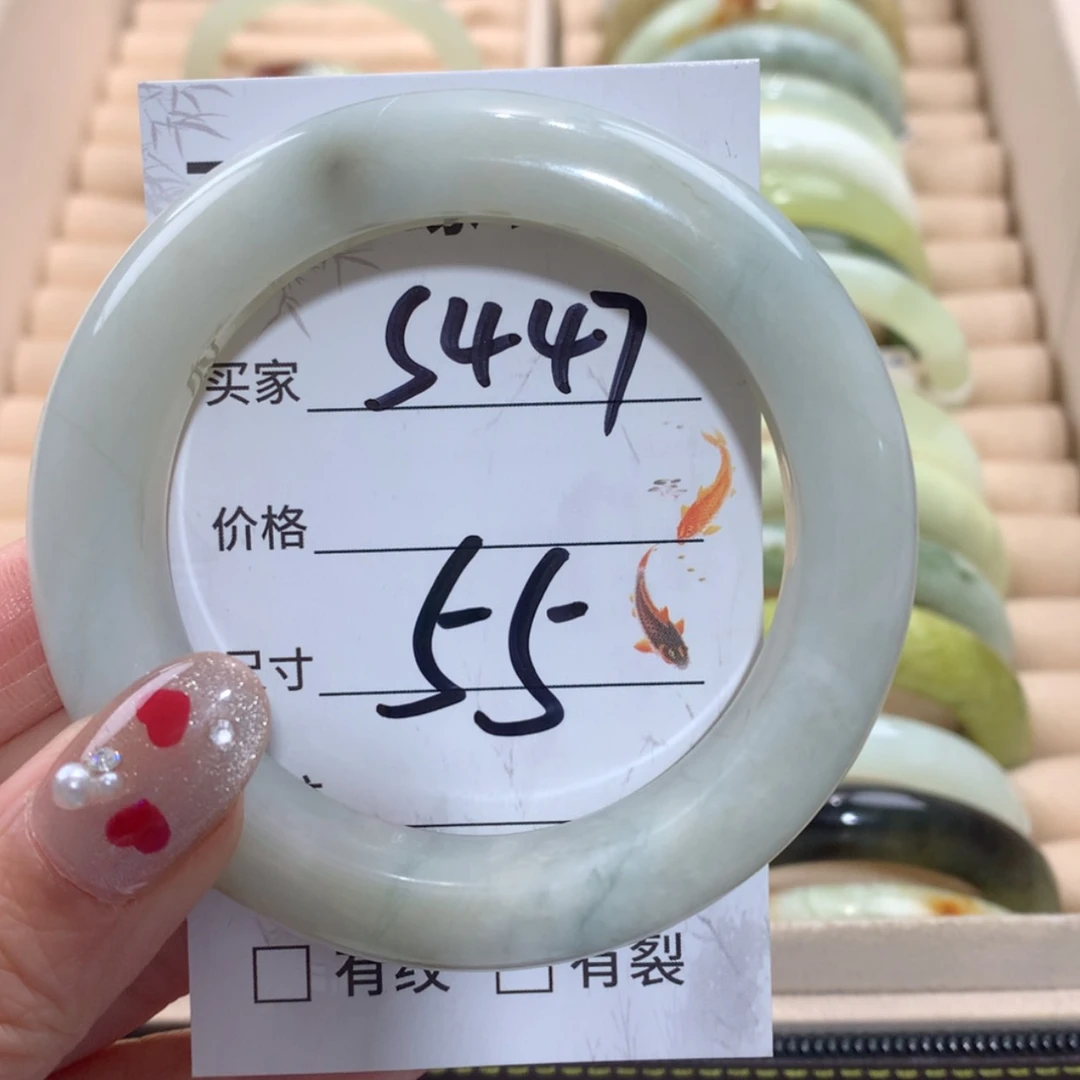 买家 S447
价格
尺寸 55
有纹 有裂